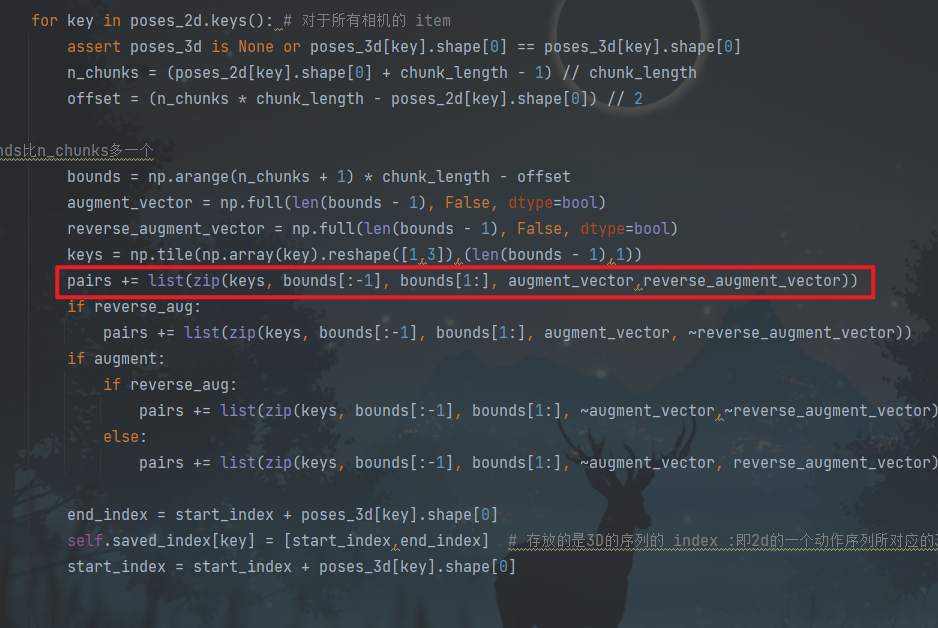 for key in poses_2d.keys(): # 对于所有相机的 item
assert poses_3d is None or poses_3d[key].shape[0] == poses_3d[key].shape[0]
n_chunks = (poses_2d[key].shape[0] + chunk_length - 1) // chunk_length
offset = (n_chunks * chunk_length - poses_2d[key].shape[0]) // 2
nds比n_chunks多一个
bounds = np.arange(n_chunks + 1) * chunk_length - offset
augment_vector = np.full(len(bounds - 1), False, dtype=bool)
reverse_augment_vector = np.full(len(bounds - 1), False, dtype=bool)
keys = np.tile(np.array(key).reshape([1,3]),(len(bounds - 1),1))
pairs += list(zip(keys, bounds[:-1], bounds[1:], augment_vector,reverse_augment_vector))
if reverse_aug:
pairs += list(zip(keys, bounds[:-1], bounds[1:], augment_vector, ~reverse_augment_vector))
if augment:
if reverse_aug:
pairs += list(zip(keys, bounds[:-1], bounds[1:], ~augment_vector,~reverse_augment_vector)
else:
pairs += list(zip(keys, bounds[:-1], bounds[1:], ~augment_vector, reverse_augment_vector)
end_index = start_index + poses_3d[key].shape[0]
self.saved_index[key] = [start_index,end_index] # 存放的是3D的序列的 index :即2d的一个动作序列所对应的
start_index = start_index + poses_3d[key].shape[0]